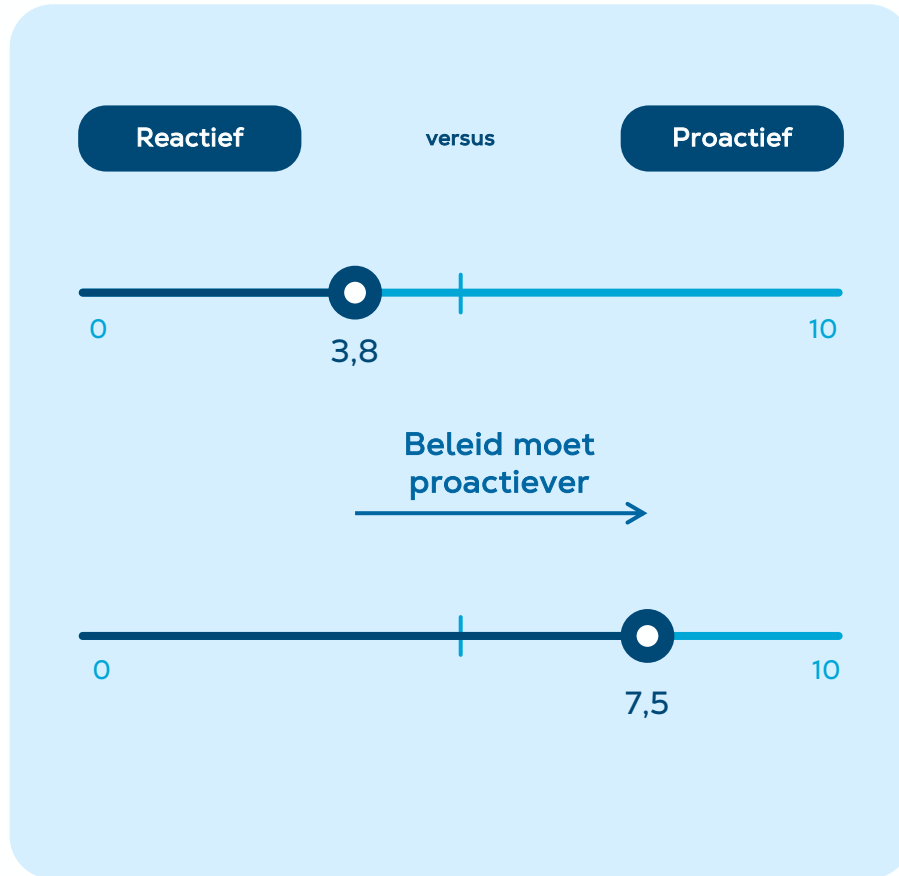 Reactief
versus
Proactief
0
10
3,8
Beleid moet
proactiever
0
10
7,5